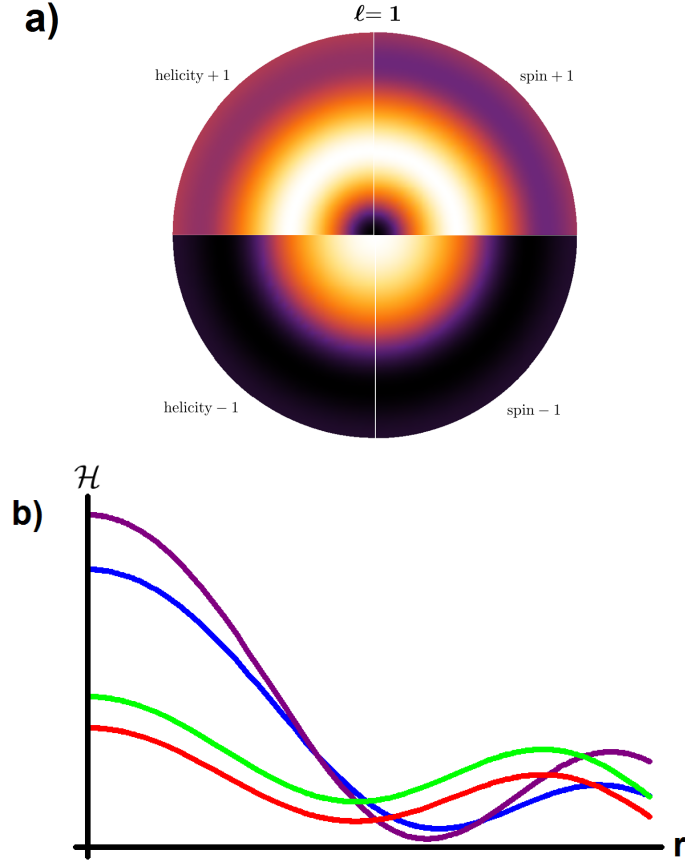 a)
ℓ= 1
helicity + 1
spin + 1
helicity − 1
spin − 1
b)
ℋ
r